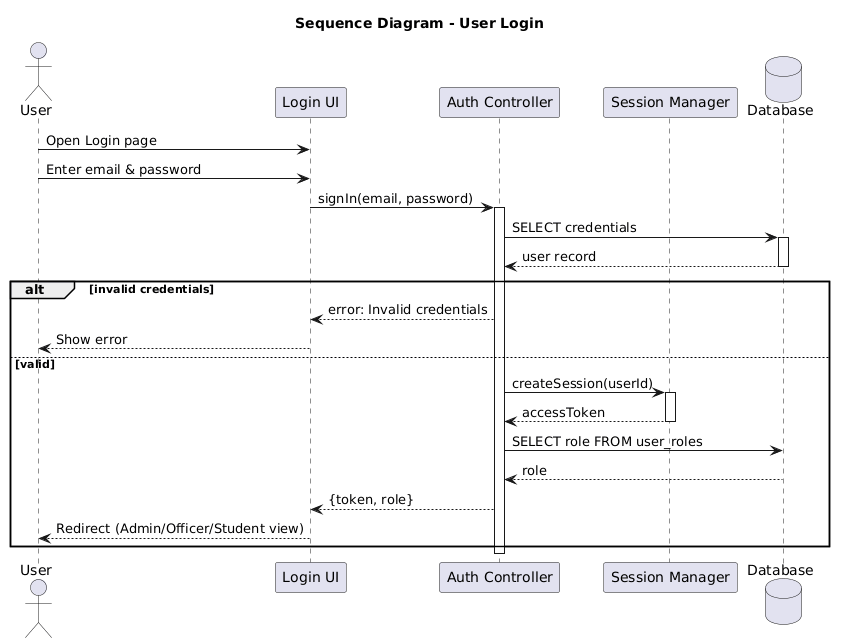 Sequence Diagram - User Login
User
Login UI
Auth Controller
Session Manager
Database
Open Login page
Enter email & password
signIn(email, password)
SELECT credentials
user record
alt
[invalid credentials]
error: Invalid credentials
Show error
[valid]
createSession(userId)
accessToken
SELECT role FROM user_roles
role
{token, role}
Redirect (Admin/Officer/Student view)
User
Login UI
Auth Controller
Session Manager
Database